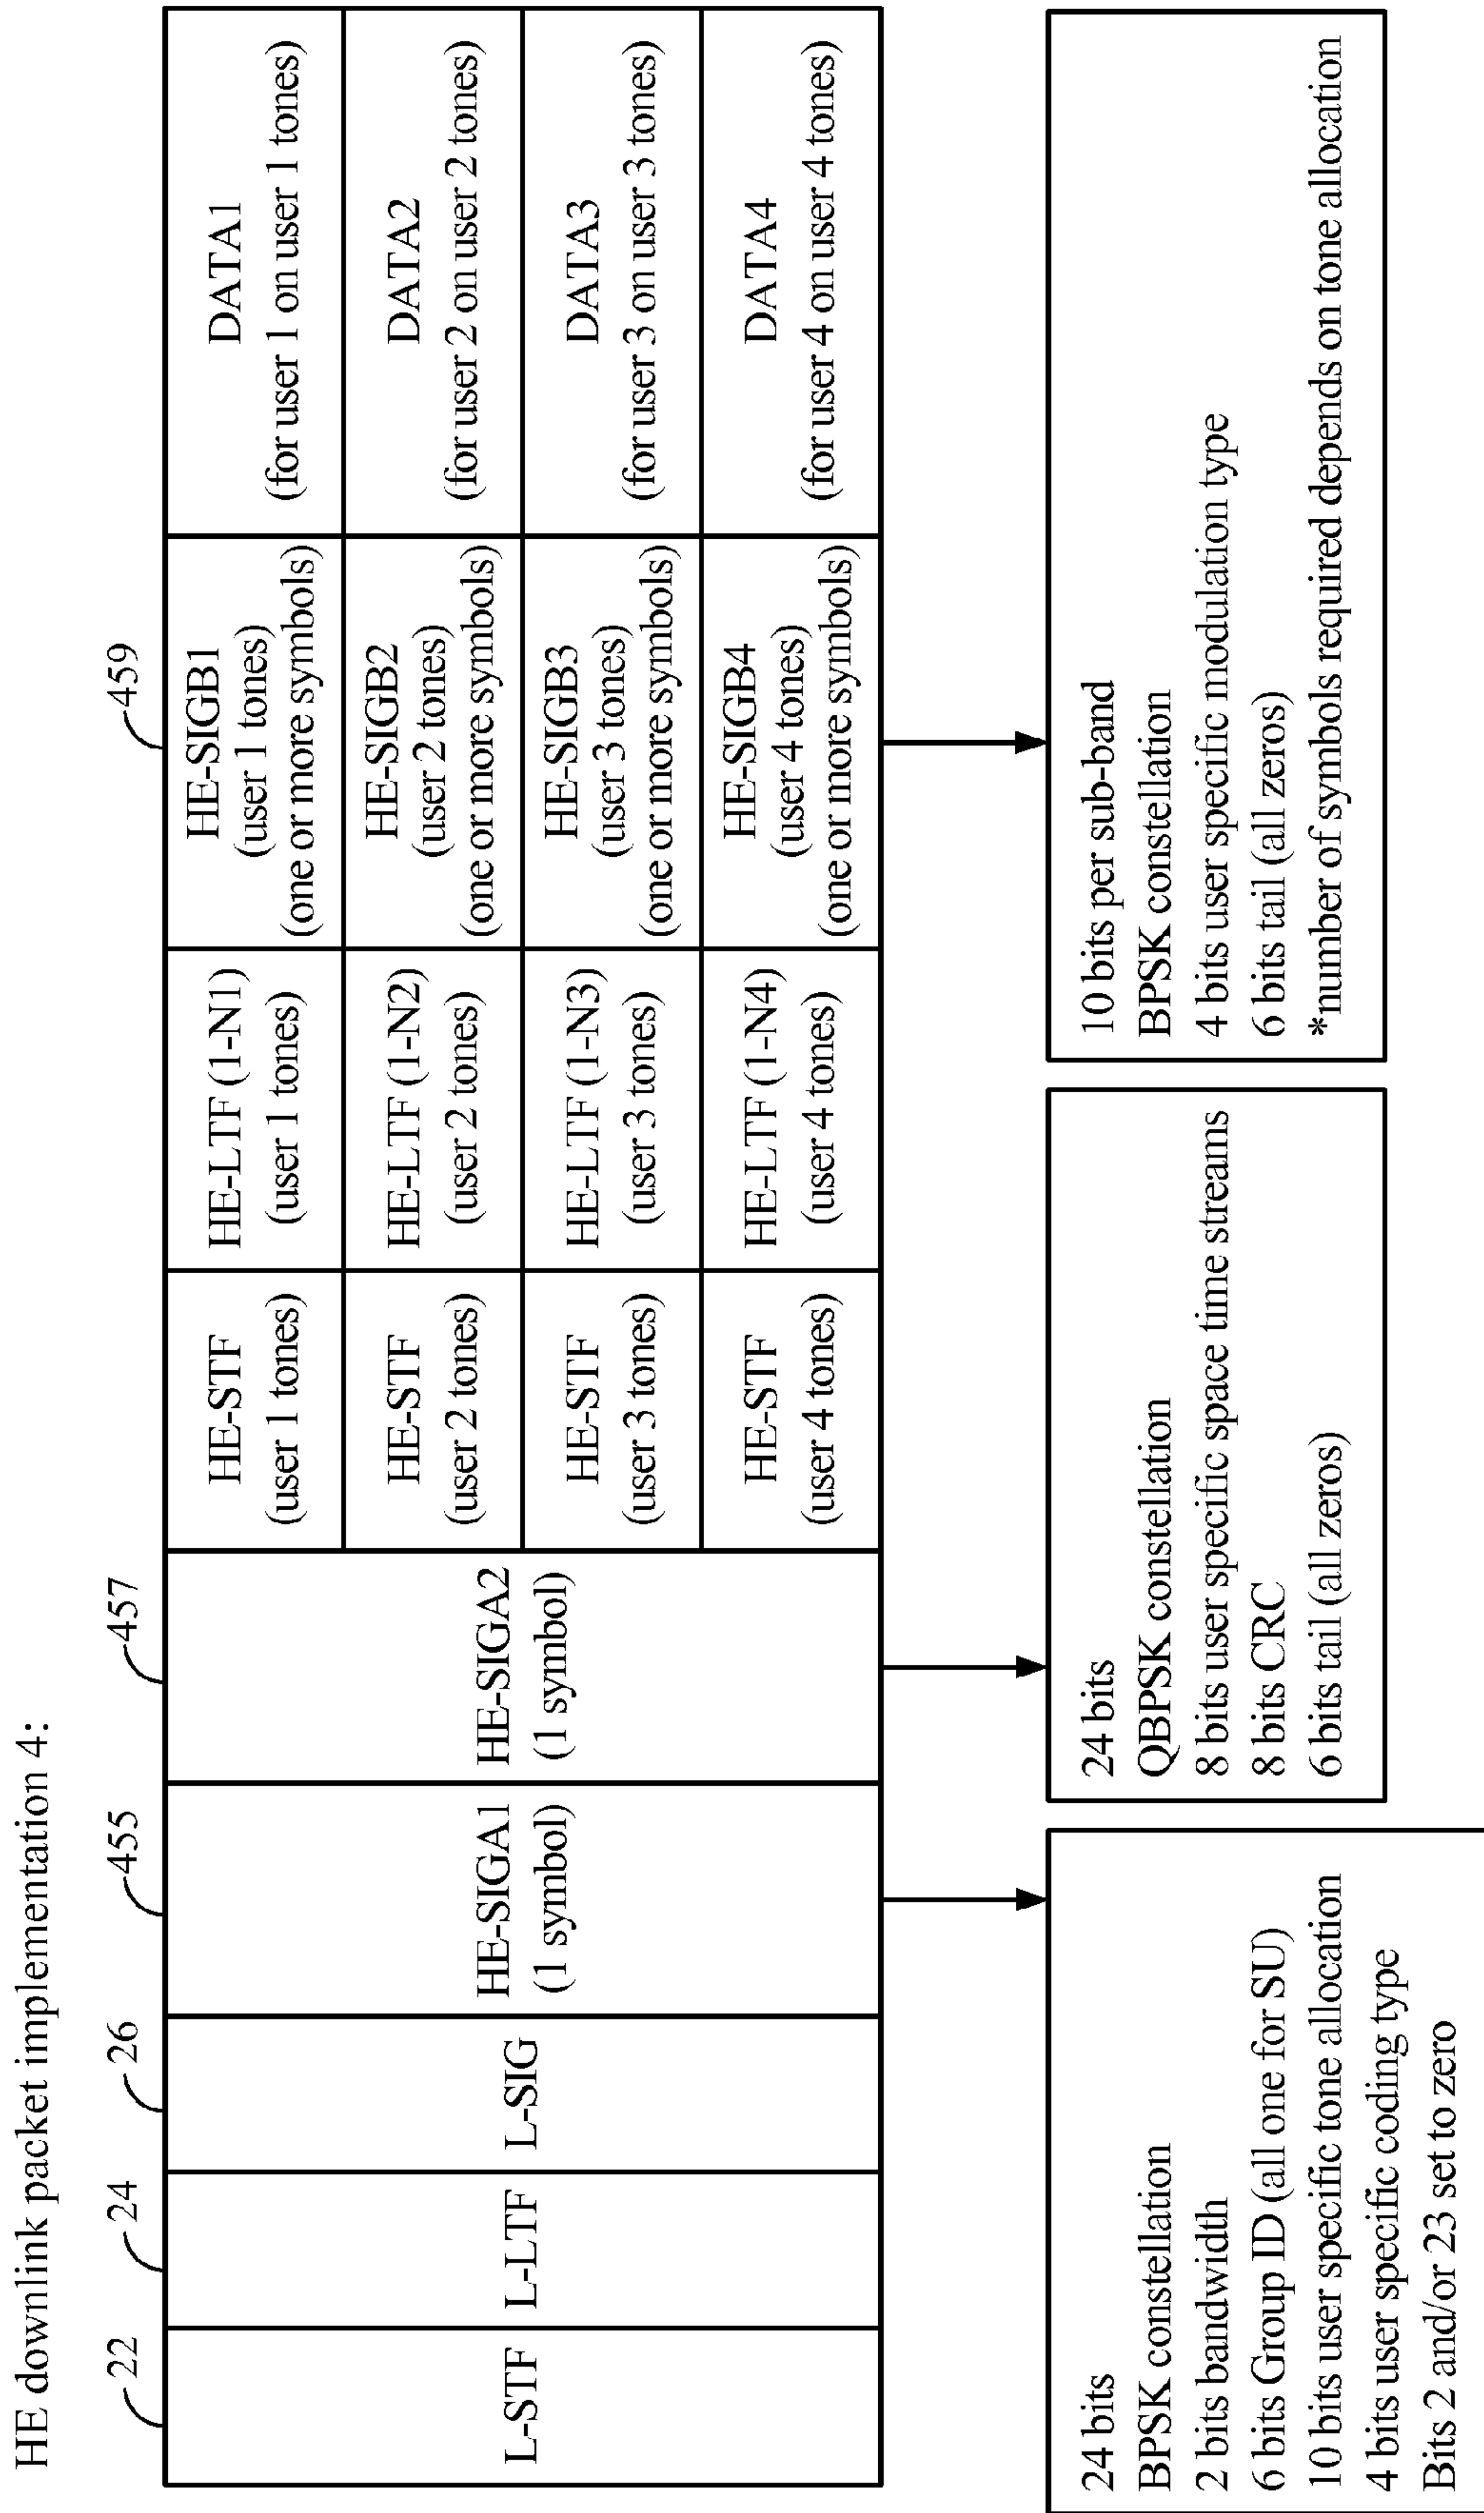 HE downlink packet implementation 4:
22
24
26
455
457
459
L-STF
L-LTF
L-SIG
HE-SIGA1
(1 symbol)
HE-SIGA2
(1 symbol)
HE-STF
(user 1 tones)
HE-LTF (1-N1)
(user 1 tones)
HE-SIGB1
(user 1 tones)
(one or more symbols)
DATA1
(for user 1 on user 1 tones)
HE-STF
(user 2 tones)
HE-LTF (1-N2)
(user 2 tones)
HE-SIGB2
(user 2 tones)
(one or more symbols)
DATA2
(for user 2 on user 2 tones)
HE-STF
(user 3 tones)
HE-LTF (1-N3)
(user 3 tones)
HE-SIGB3
(user 3 tones)
(one or more symbols)
DATA3
(for user 3 on user 3 tones)
HE-STF
(user 4 tones)
HE-LTF (1-N4)
(user 4 tones)
HE-SIGB4
(user 4 tones)
(one or more symbols)
DATA4
(for user 4 on user 4 tones)
24 bits
BPSK constellation
2 bits bandwidth
6 bits Group ID (all one for SU)
10 bits user specific tone allocation
4 bits user specific coding type
Bits 2 and/or 23 set to zero
24 bits
QBPSK constellation
8 bits user specific space time streams
8 bits CRC
6 bits tail (all zeros)
10 bits per sub-band
BPSK constellation
4 bits user specific modulation type
6 bits tail (all zeros)
*number of symbols required depends on tone allocation